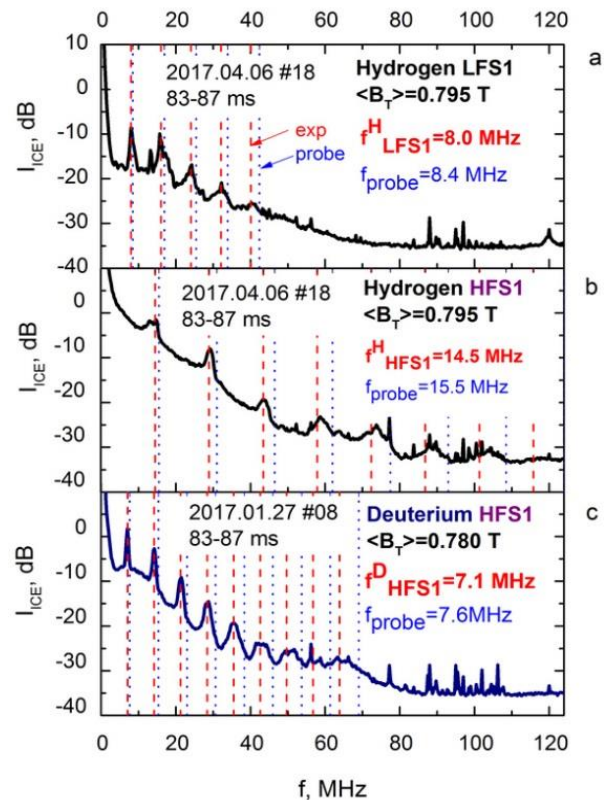 0 20 40 60 80 100 120
10
0
-10
-20
-30
-40
I_ICE, dB
2017.04.06 #18
83-87 ms
exp
probe
Hydrogen LFS1
<B_T>=0.795 T
f^H_LFS1=8.0 MHz
f_probe=8.4 MHz
a
0
-10
-20
-30
-40
I_ICE, dB
2017.04.06 #18
83-87 ms
Hydrogen HFS1
<B_T>=0.795 T
f^H_HFS1=14.5 MHz
f_probe=15.5 MHz
b
0
-10
-20
-30
-40
I_ICE, dB
2017.01.27 #08
83-87 ms
Deuterium HFS1
<B_T>=0.780 T
f^D_HFS1=7.1 MHz
f_probe=7.6MHz
c
0 20 40 60 80 100 120
f, MHz